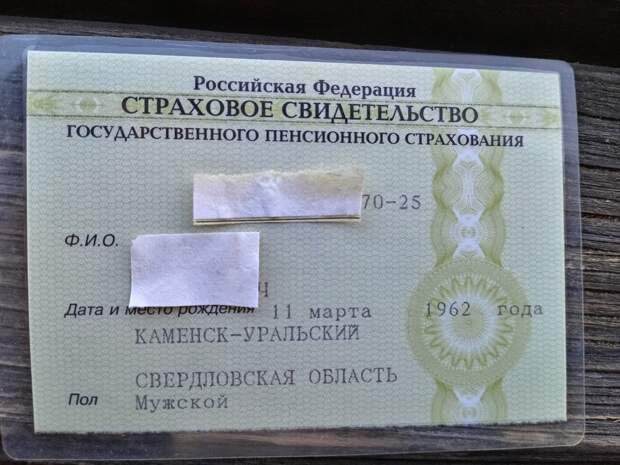 Российская Федерация
СТРАХОВОЕ СВИДЕТЕЛЬСТВО
ГОСУДАРСТВЕННОГО ПЕНСИОННОГО СТРАХОВАНИЯ
70-25
Ф.И.О.
Ч
Дата и место рождения 11 марта 1962 года
КАМЕНСК-УРАЛЬСКИЙ
СВЕРДЛОВСКАЯ ОБЛАСТЬ
Пол Мужской